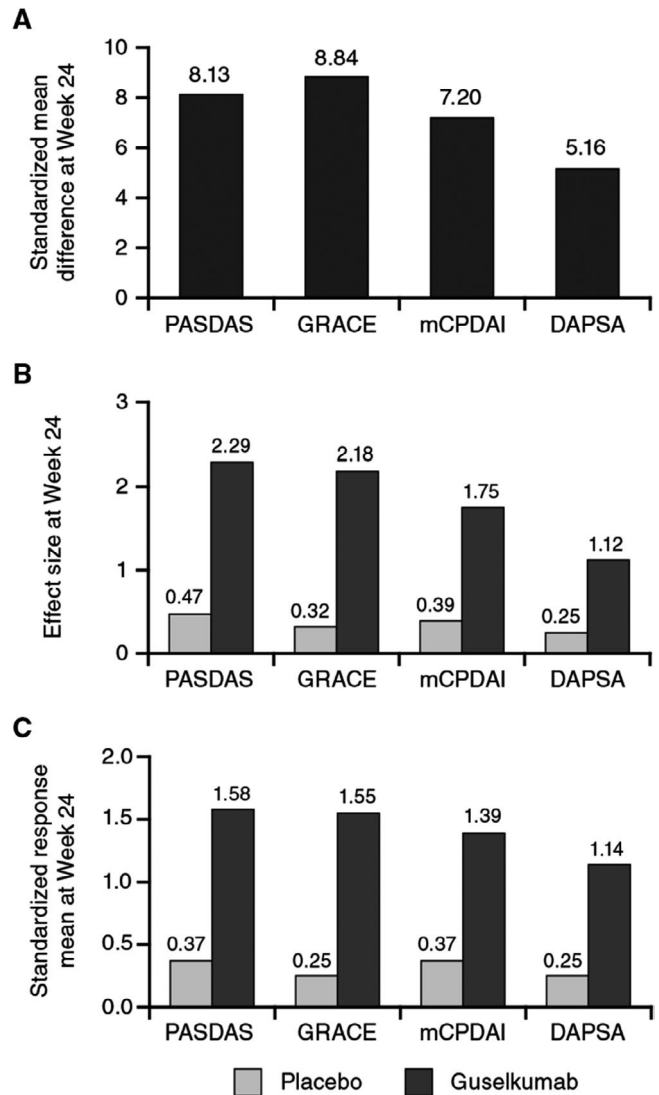 A
Standardized mean
difference at Week 24
10
8
6
4
2
0
8.13
8.84
7.20
5.16
PASDAS
GRACE
mCPDAI
DAPSA
B
Effect size at Week 24
3
2
1
0
0.47
2.29
0.32
2.18
0.39
1.75
0.25
1.12
PASDAS
GRACE
mCPDAI
DAPSA
C
Standardized response
mean at Week 24
2.0
1.5
1.0
0.5
0.0
0.37
1.58
0.25
1.55
0.37
1.39
0.25
1.14
PASDAS
GRACE
mCPDAI
DAPSA
Placebo
Guselkumab